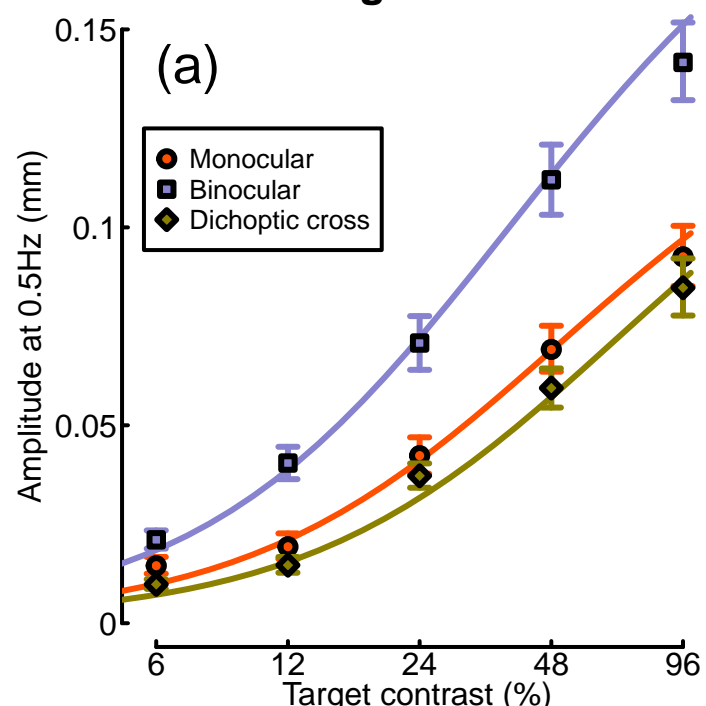 0.15
(a)
Monocular
Binocular
Dichoptic cross
0.1
0.05
0
Amplitude at 0.5Hz (mm)
6 12 24 48 96
Target contrast (%)